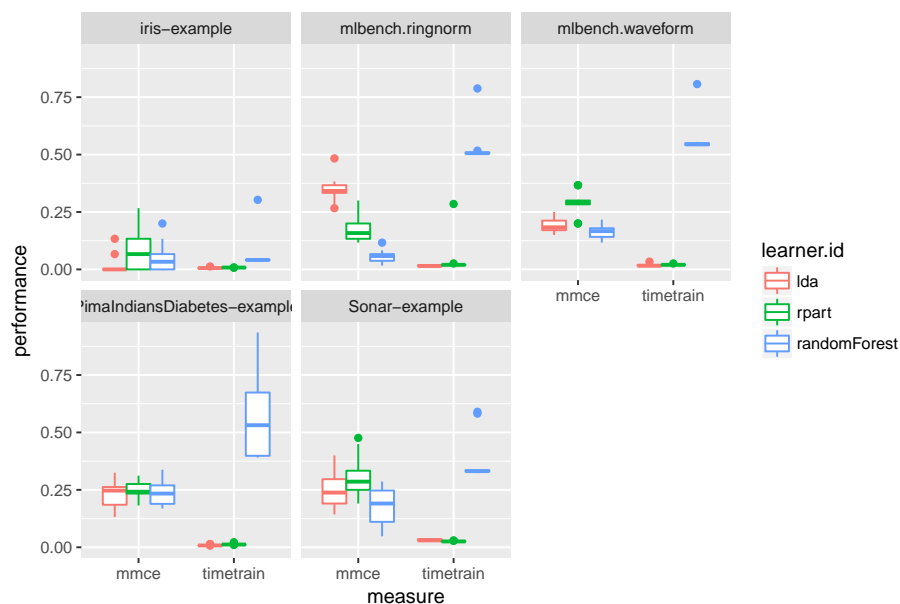 iris-example
mlbench.ringnorm
mlbench.waveform
0.75
0.50
0.25
0.00
mmce
timetrain
PimaIndiansDiabetes-example
Sonar-example
0.75
0.50
0.25
0.00
mmce
timetrain
mmce
timetrain
measure
performance
learner.id
lda
rpart
randomForest